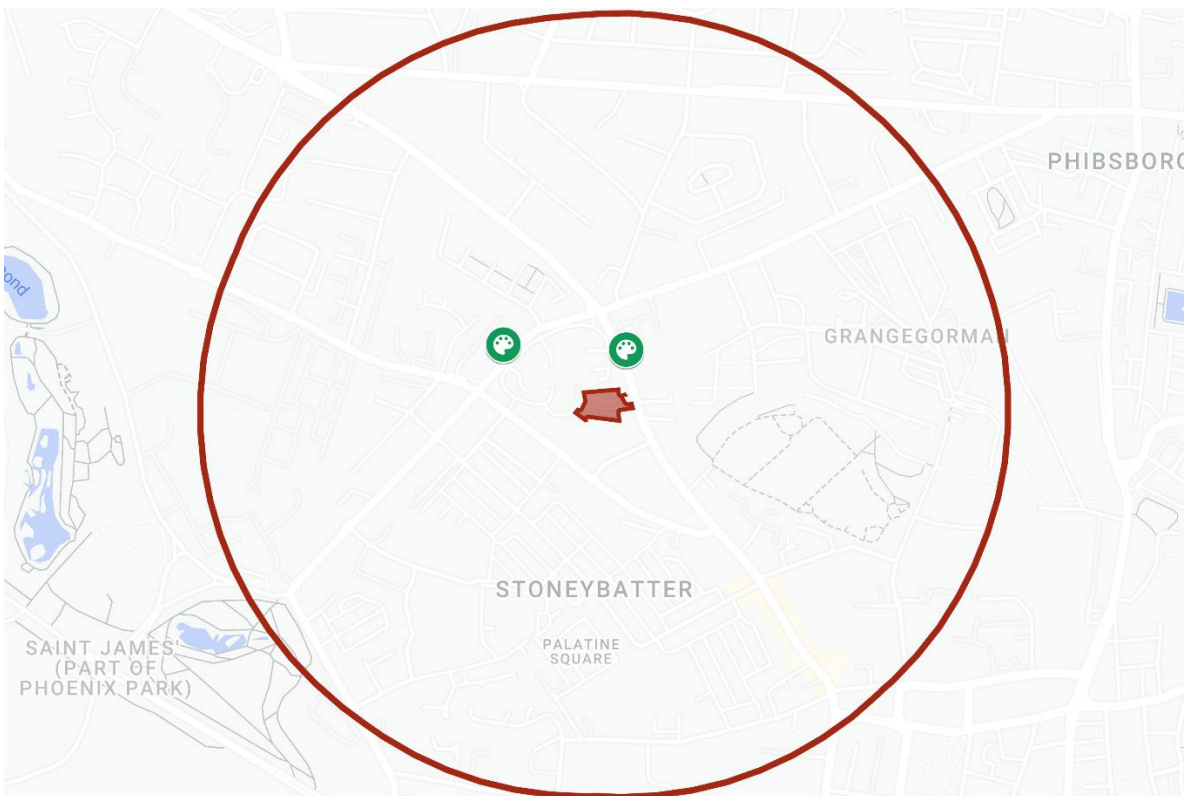 PHIBSBORO
GRANGEGORMAN
STONEYBATTER
PALATINE
SQUARE
SAINT JAMES'
(PART OF
PHOENIX PARK)